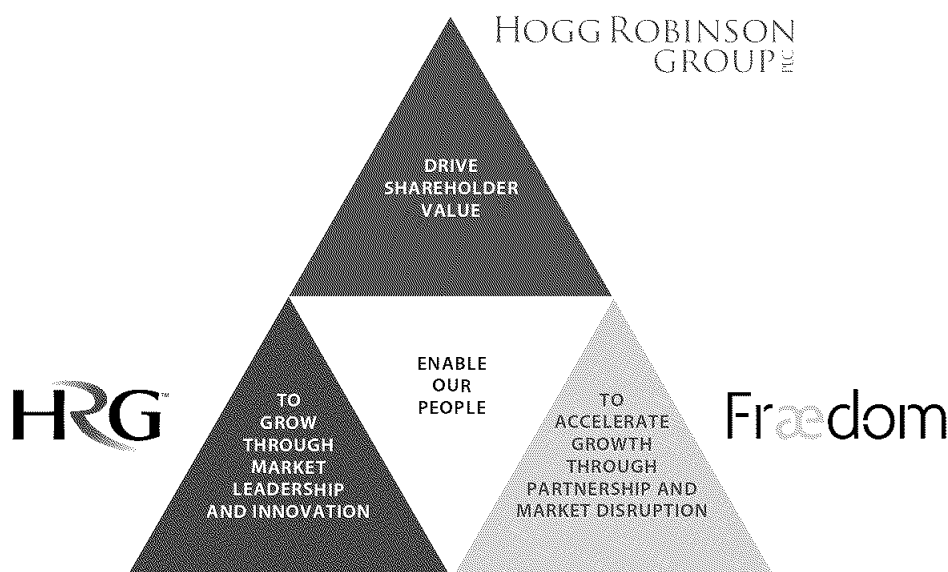 HOGG ROBINSON
GROUP PLC
DRIVE
SHAREHOLDER
VALUE
ENABLE
OUR
PEOPLE
HRG™
TO
GROW
THROUGH
MARKET
LEADERSHIP
AND INNOVATION
TO
ACCELERATE
GROWTH
THROUGH
PARTNERSHIP AND
MARKET DISRUPTION
Fraedom